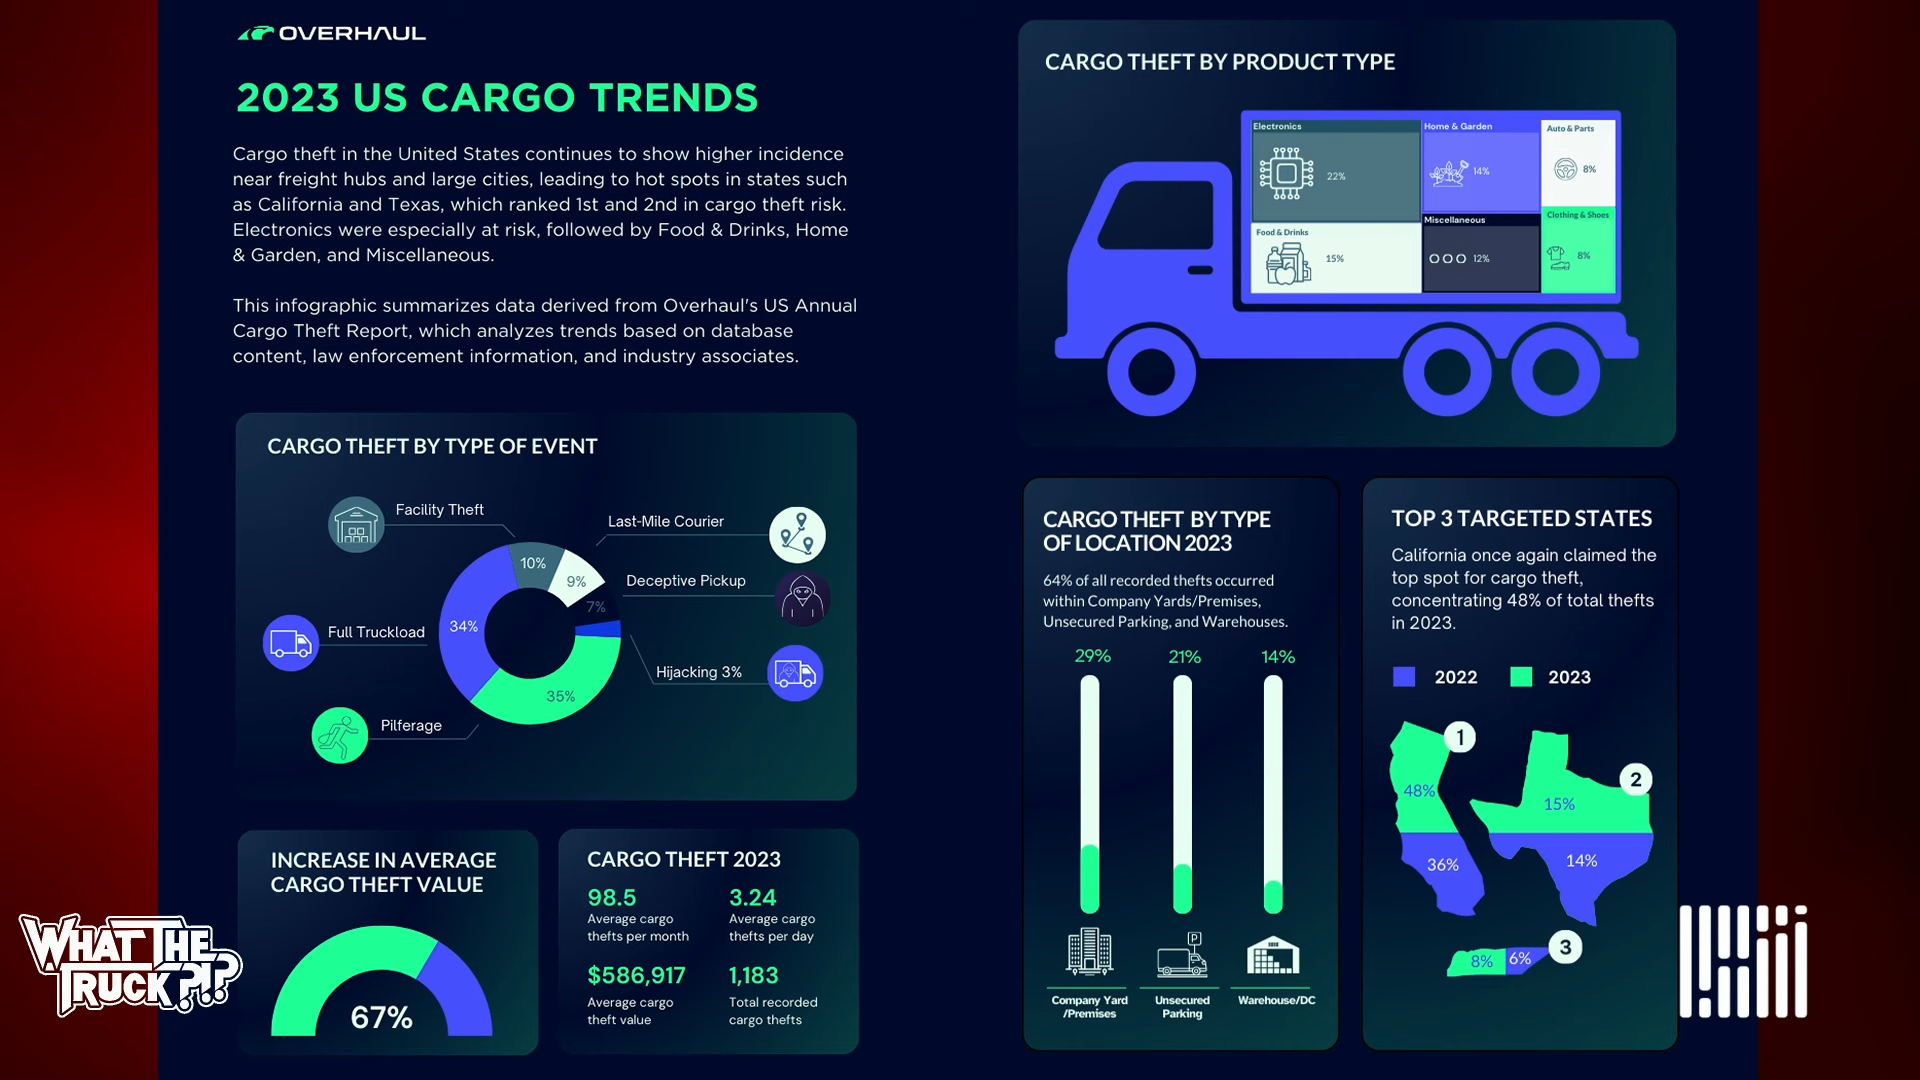 OVERHAUL
2023 US CARGO TRENDS
Cargo theft in the United States continues to show higher incidence
near freight hubs and large cities, leading to hot spots in states such
as California and Texas, which ranked 1st and 2nd in cargo theft risk.
Electronics were especially at risk, followed by Food & Drinks, Home
& Garden, and Miscellaneous.
This infographic summarizes data derived from Overhaul's US Annual
Cargo Theft Report, which analyzes trends based on database
content, law enforcement information, and industry associates.
CARGO THEFT BY TYPE OF EVENT
Facility Theft
Last-Mile Courier
10%
9%
Deceptive Pickup
7%
34%
Full Truckload
Hijacking 3%
35%
Pilferage
INCREASE IN AVERAGE
CARGO THEFT VALUE
67%
CARGO THEFT 2023
98.5
Average cargo
thefts per month
3.24
Average cargo
thefts per day
$586,917
Average cargo
theft value
1,183
Total recorded
cargo thefts
CARGO THEFT BY PRODUCT TYPE
Electronics
22%
Home & Garden
14%
Auto & Parts
8%
Food & Drinks
15%
Miscellaneous
12%
Clothing & Shoes
8%
CARGO THEFT BY TYPE
OF LOCATION 2023
64% of all recorded thefts occurred
within Company Yards/Premises,
Unsecured Parking, and Warehouses.
29%
21%
14%
P
Company Yard
/Premises
Unsecured
Parking
Warehouse/DC
TOP 3 TARGETED STATES
California once again claimed the
top spot for cargo theft,
concentrating 48% of total thefts
in 2023.
2022
2023
1
48%
36%
2
15%
14%
3
8%
6%
WHAT THE
TRUCK?!?